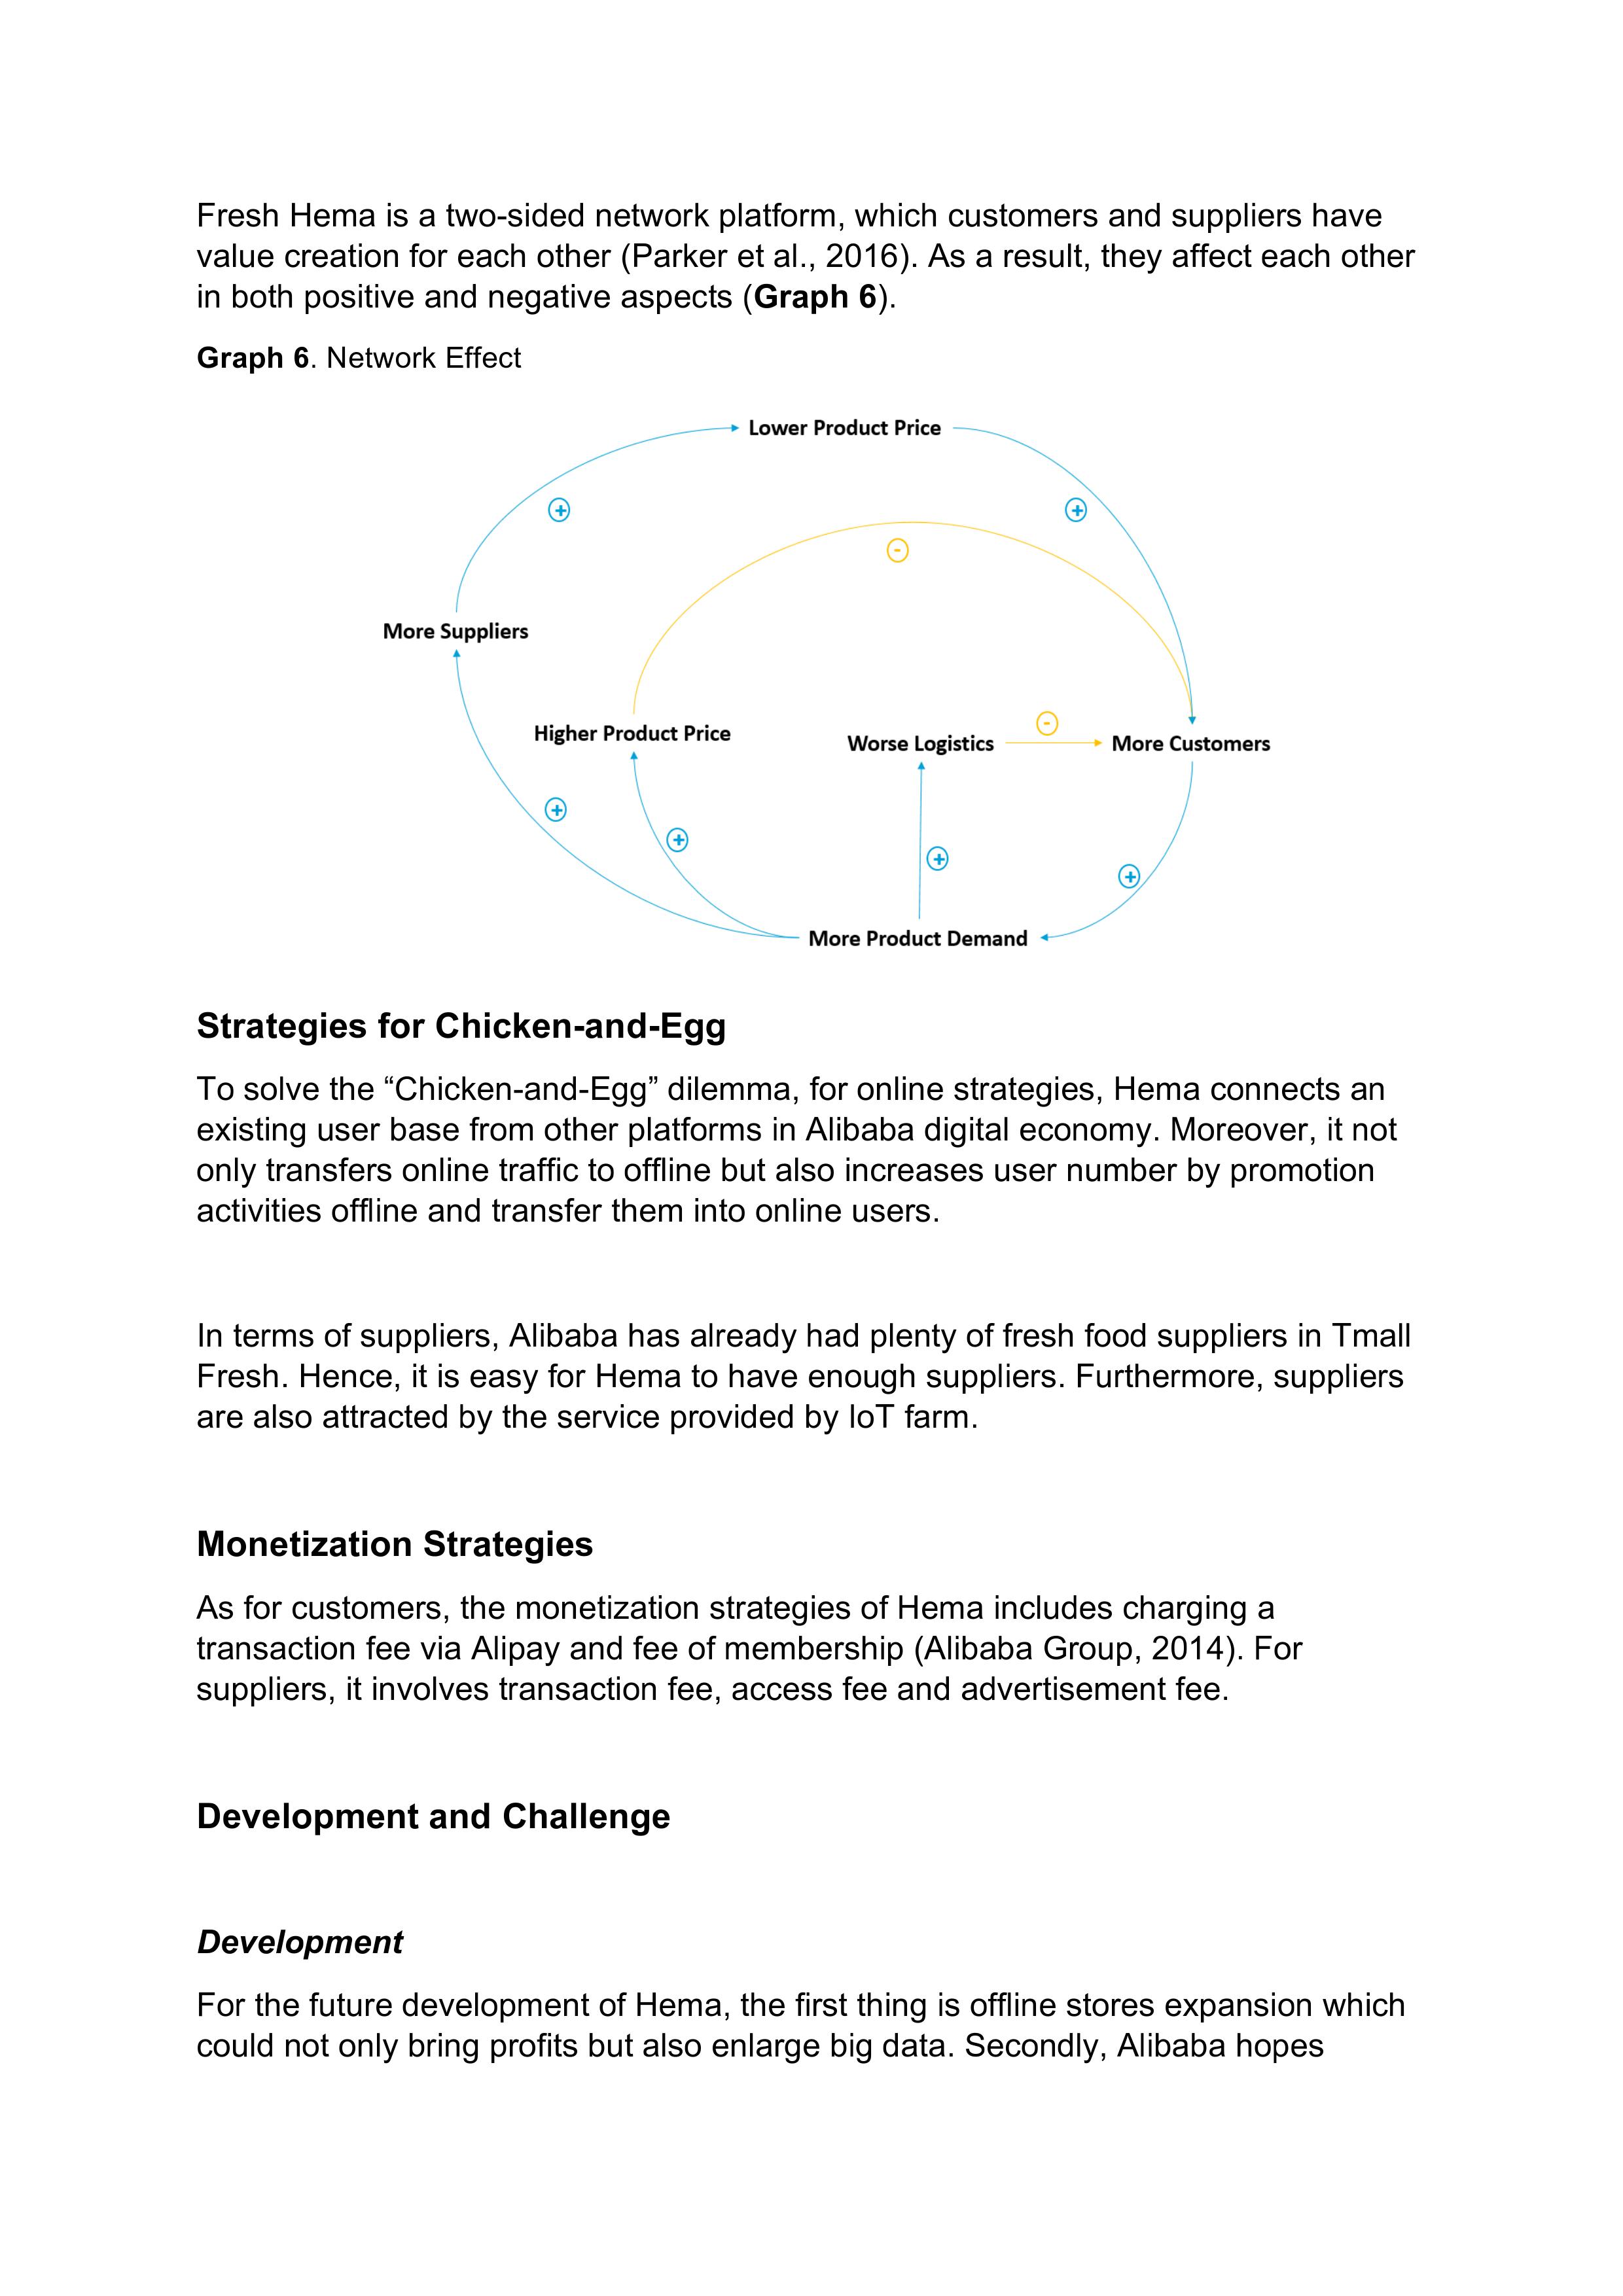 Fresh Hema is a two-sided network platform, which customers and suppliers have
value creation for each other (Parker et al., 2016). As a result, they affect each other
in both positive and negative aspects (Graph 6).
Graph 6. Network Effect
Lower Product Price
+
+
-
More Suppliers
-
Higher Product Price
Worse Logistics
More Customers
+
+
+
+
More Product Demand
Strategies for Chicken-and-Egg
To solve the “Chicken-and-Egg” dilemma, for online strategies, Hema connects an
existing user base from other platforms in Alibaba digital economy. Moreover, it not
only transfers online traffic to offline but also increases user number by promotion
activities offline and transfer them into online users.
In terms of suppliers, Alibaba has already had plenty of fresh food suppliers in Tmall
Fresh. Hence, it is easy for Hema to have enough suppliers. Furthermore, suppliers
are also attracted by the service provided by IoT farm.
Monetization Strategies
As for customers, the monetization strategies of Hema includes charging a
transaction fee via Alipay and fee of membership (Alibaba Group, 2014). For
suppliers, it involves transaction fee, access fee and advertisement fee.
Development and Challenge
Development
For the future development of Hema, the first thing is offline stores expansion which
could not only bring profits but also enlarge big data. Secondly, Alibaba hopes